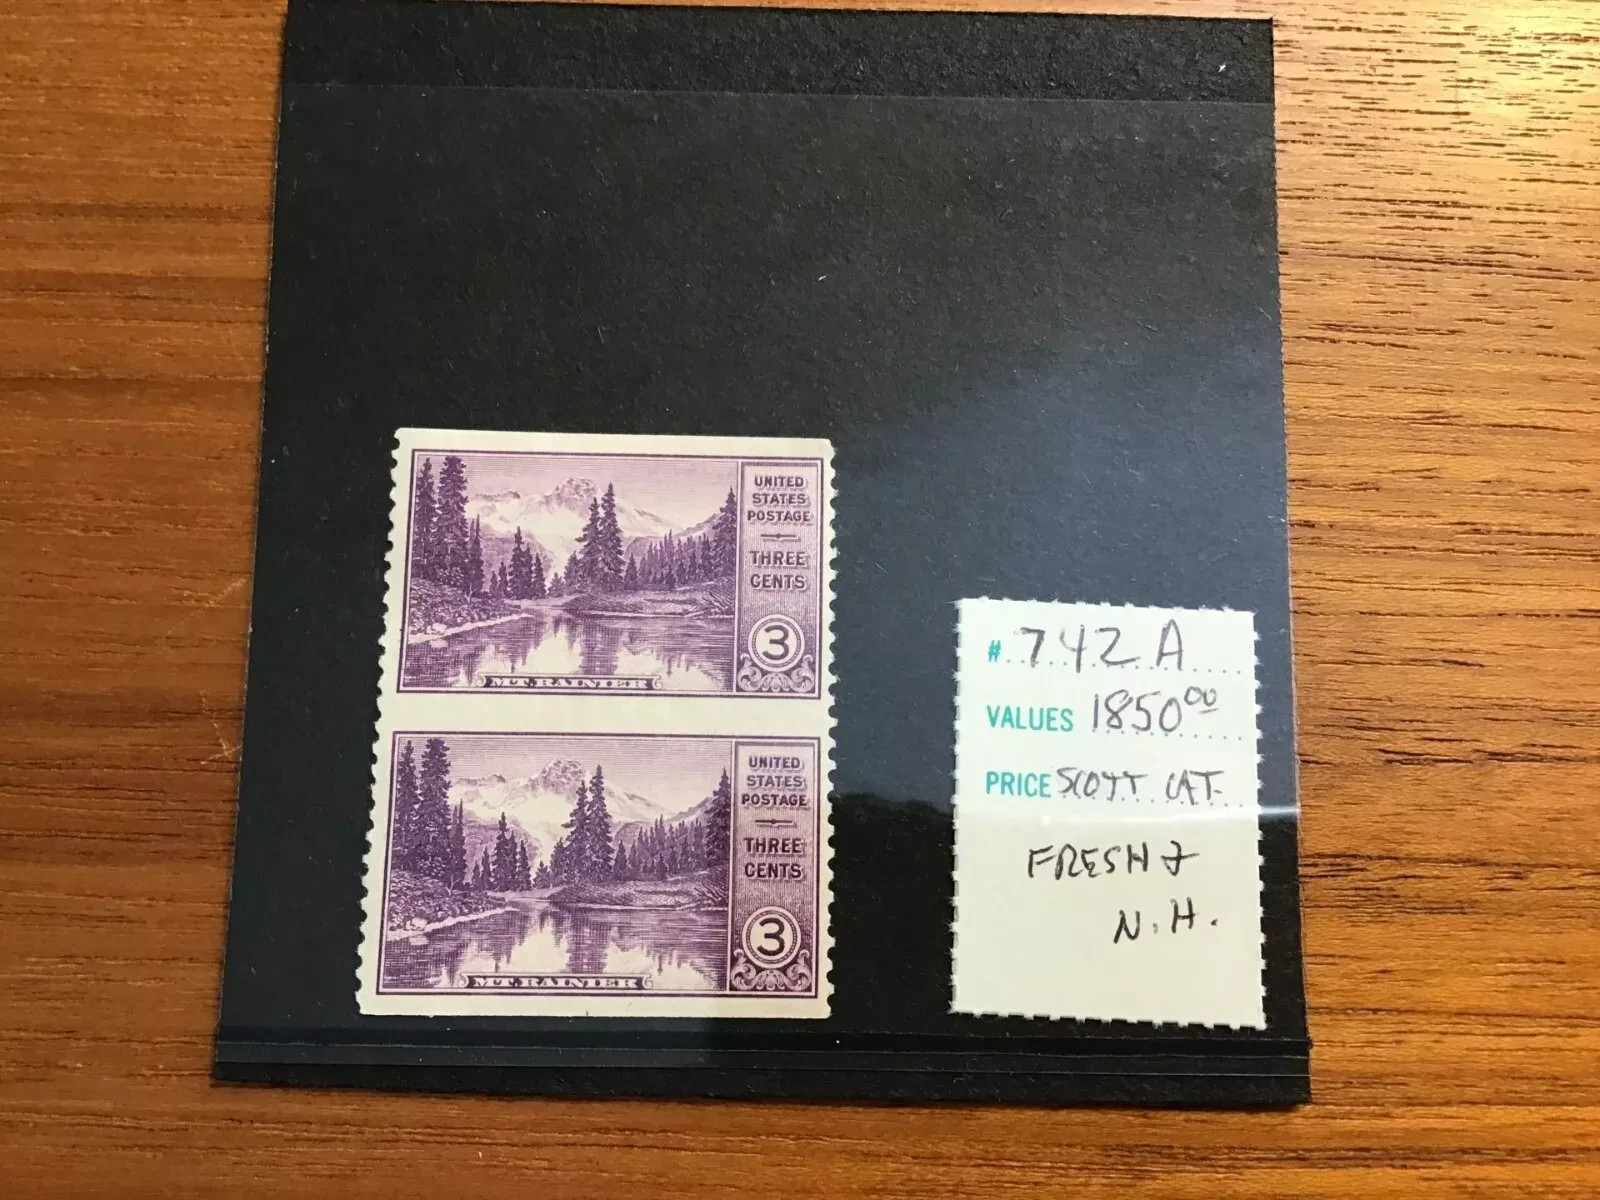 UNITED
STATES
POSTAGE
THREE
CENTS
3
MT. RAINIER
UNITED
STATES
POSTAGE
THREE
CENTS
3
MT. RAINIER
# 742 A
VALUES 1850 00
PRICE SCOTT CAT.
FRESH &
N.H.